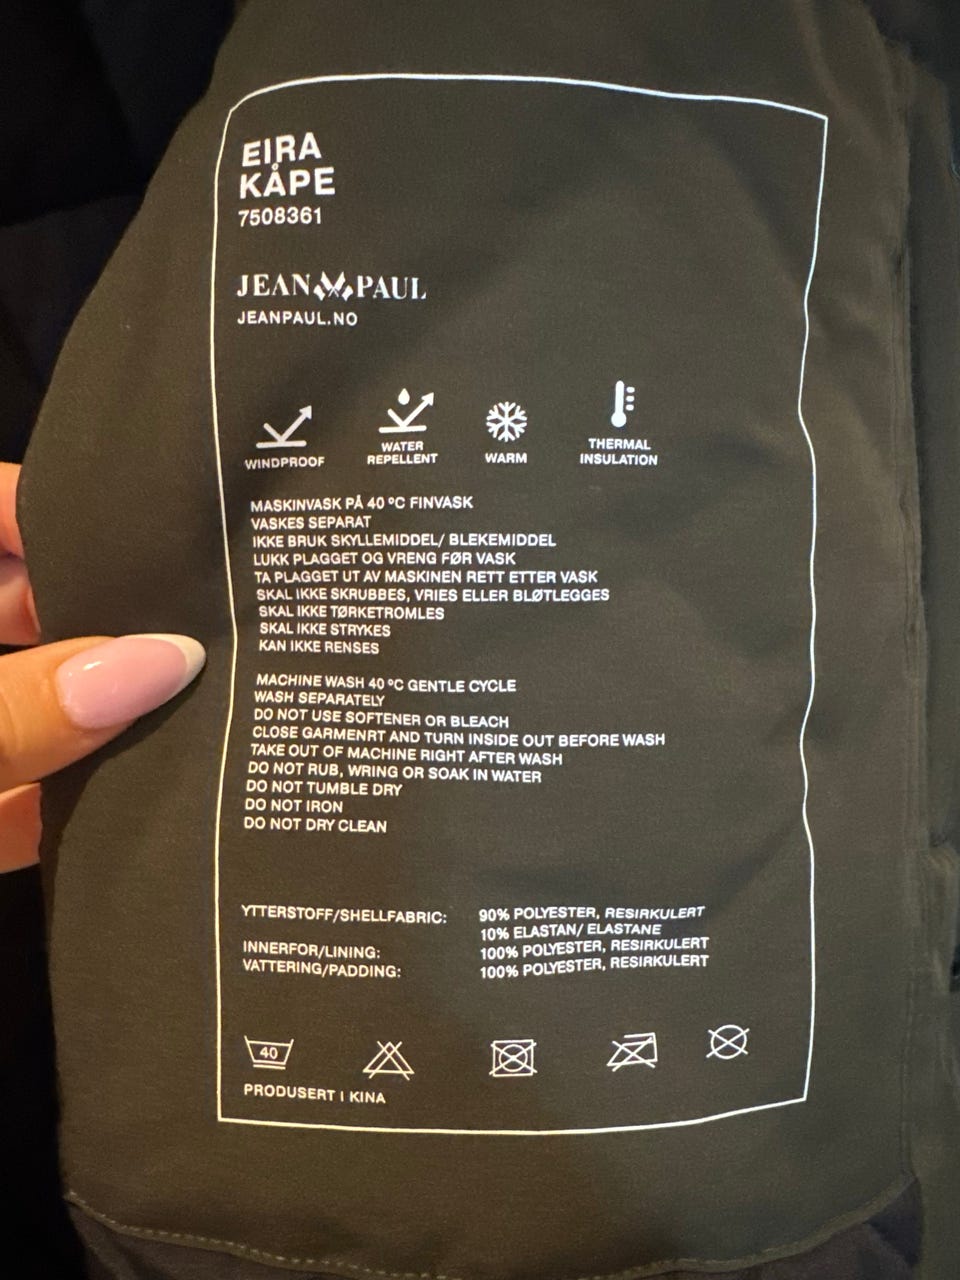 EIRA
KÅPE
7508361
JEAN PAUL
JEANPAUL.NO
WINDPROOF
WATER
REPELLENT
WARM
THERMAL
INSULATION
MASKINVASK PÅ 40 ºC FINVASK
VASKES SEPARAT
IKKE BRUK SKYLLEMIDDEL/ BLEKEMIDDEL
LUKK PLAGGET OG VRENG FØR VASK
TA PLAGGET UT AV MASKINEN RETT ETTER VASK
SKAL IKKE SKRUBBES, VRIES ELLER BLØTLEGGES
SKAL IKKE TØRKETROMLES
SKAL IKKE STRYKES
KAN IKKE RENSES
MACHINE WASH 40 ºC GENTLE CYCLE
WASH SEPARATELY
DO NOT USE SOFTENER OR BLEACH
CLOSE GARMENRT AND TURN INSIDE OUT BEFORE WASH
TAKE OUT OF MACHINE RIGHT AFTER WASH
DO NOT RUB, WRING OR SOAK IN WATER
DO NOT TUMBLE DRY
DO NOT IRON
DO NOT DRY CLEAN
YTTERSTOFF/SHELLFABRIC: 90% POLYESTER, RESIRKULERT
10% ELASTAN/ ELASTANE
INNERFOR/LINING: 100% POLYESTER, RESIRKULERT
VATTERING/PADDING: 100% POLYESTER, RESIRKULERT
40
PRODUSERT I KINA